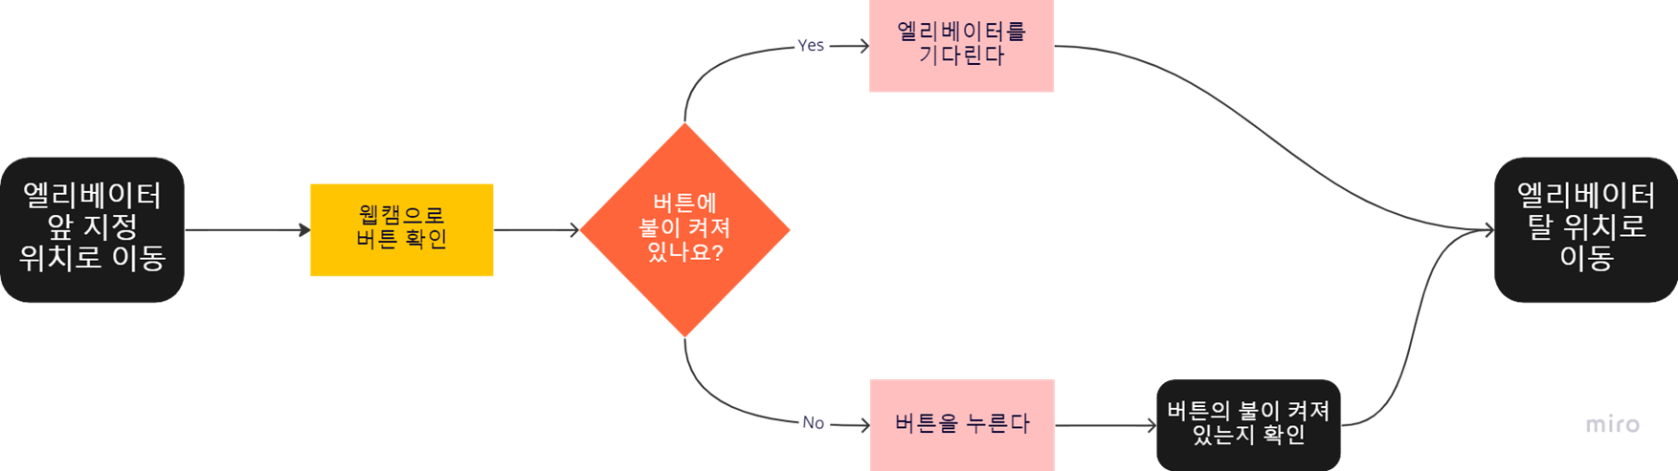 엘리베이터
앞 지정
위치로 이동
웹캠으로
버튼 확인
버튼에
불이 켜져
있나요?
Yes
엘리베이터를
기다린다
No
버튼을 누른다
버튼의 불이 켜져
있는지 확인
엘리베이터
탈 위치로
이동
miro